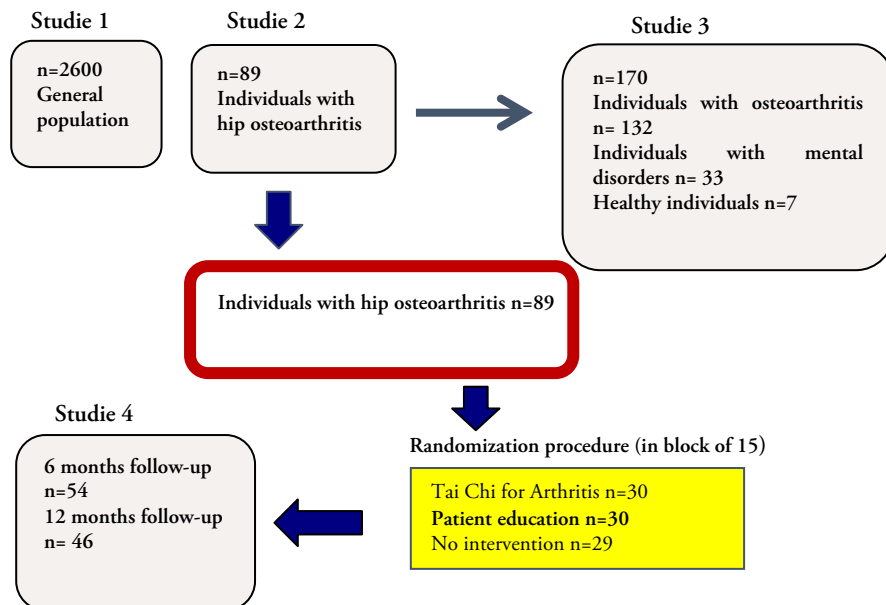 Studie 1
n=2600
General
population
Studie 2
n=89
Individuals with
hip osteoarthritis
Studie 3
n=170
Individuals with osteoarthritis
n= 132
Individuals with mental
disorders n= 33
Healthy individuals n=7
Individuals with hip osteoarthritis n=89
Randomization procedure (in block of 15)
Tai Chi for Arthritis n=30
Patient education n=30
No intervention n=29
Studie 4
6 months follow-up
n=54
12 months follow-up
n= 46